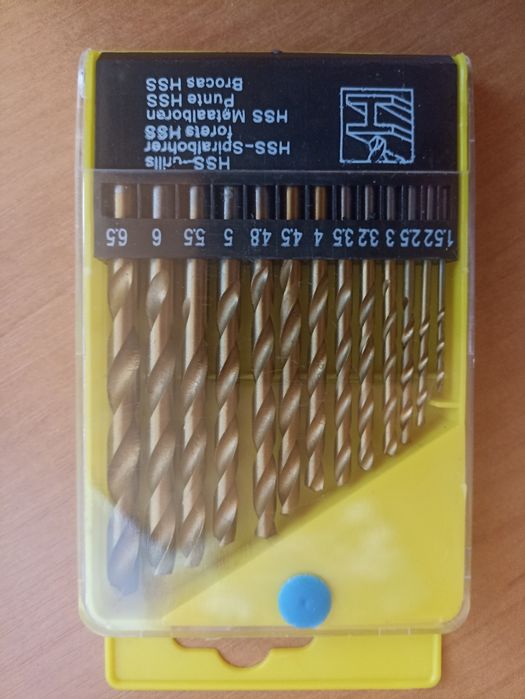 1.5 2 2.5 3 3.2 3.5 4 4.5 4.8 5 5.5 6 6.5
HSS-Drills
HSS-Spiralbohrer
forets HSS
HSS Metaalboren
Punte HSS
Brocas HSS